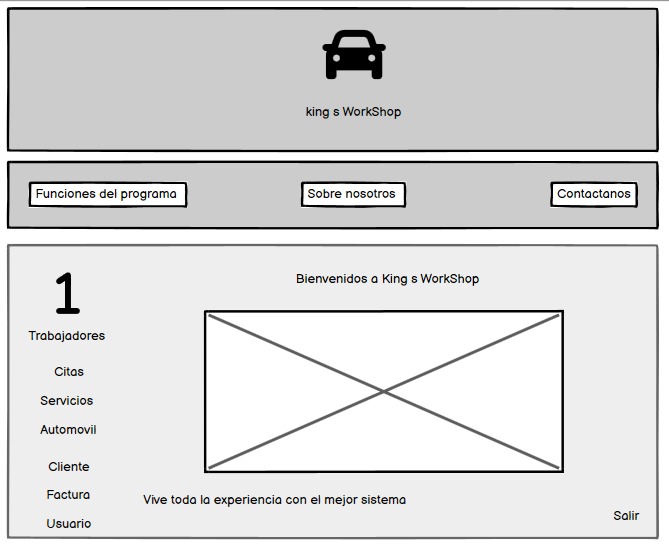 king s WorkShop
Funciones del programa
Sobre nosotros
Contactanos
1
Trabajadores
Citas
Servicios
Automovil
Cliente
Factura
Usuario
Bienvenidos a King s WorkShop
Vive toda la experiencia con el mejor sistema
Salir